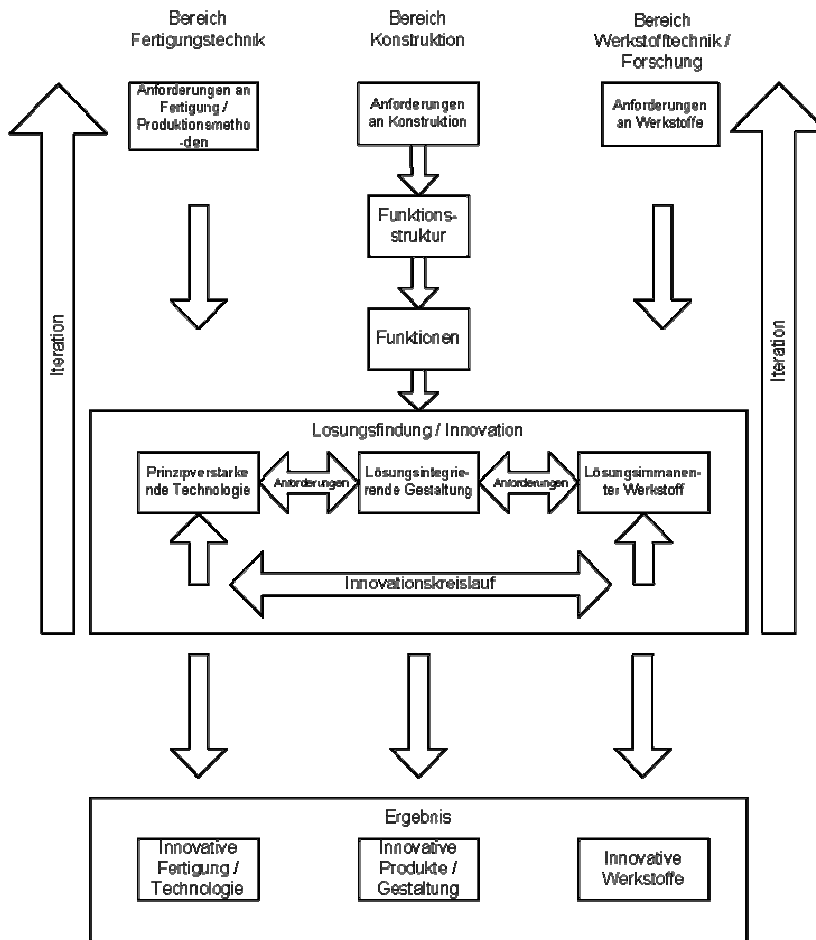 Bereich
Fertigungstechnik
Bereich
Konstruktion
Bereich
Werkstofftechnik /
Forschung
Anforderungen an
Fertigung /
Produktionsmetho
-den
Anforderungen
an Konstruktion
Anforderungen
an Werkstoffe
Funktions-
struktur
Funktionen
Iteration
Iteration
Losungsfindung / Innovation
Prinzipverstarke
nde Technologie
Anforderungen
Lösungsintegrie-
rende Gestaltung
Anforderungen
Lösungsimmanen-
ter Werkstoff
Innovationskreislauf
Ergebnis
Innovative
Fertigung /
Technologie
Innovative
Produkte /
Gestaltung
Innovative
Werkstoffe